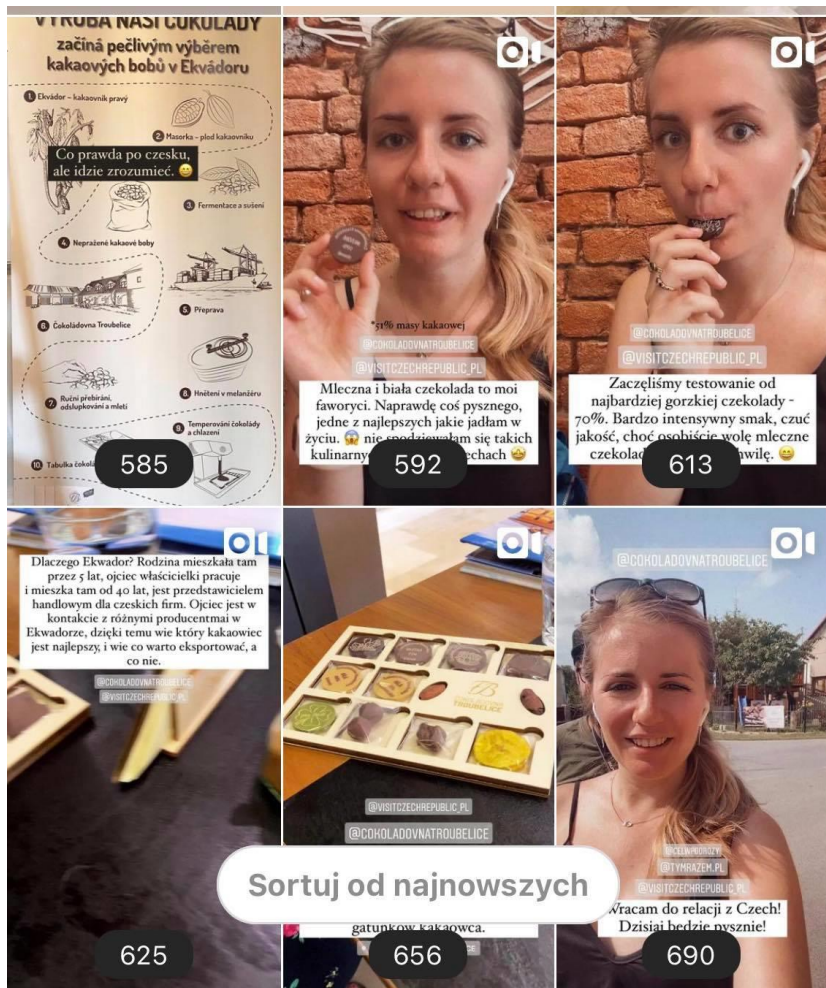 VÝROBA NAŠÍ ČOKOLÁDY
začíná pečlivým výběrem
kakaových bobů v Ekvádoru
1. Ekvádor – kakaovník pravý
2. Masorka – plod kakaovníku
Co prawda po czesku,
ale idzie zrozumieć. 😄
3. Fermentace a sušení
4. Nepražené kakaové boby
5. Přeprava
6. Čokoládovna Troubelice
7. Ruční přebírání,
odslupkování a mletí
8. Hnětení v melanžéru
9. Temperování čokolády
a chlazení
10. Tabulka
585
*51% masy kakaowej
@COKOLADOVNATROUBELICE
@VISITCZECHREPUBLIC_PL
Mleczna i biała czekolada to moi
faworyci. Naprawdę coś pysznego,
jedne z najlepszych jakie jadłam w
życiu. 😱 nie spodziewałam się takich
592
@COKOLADOVNATROUBELICE
@VISITCZECHREPUBLIC_PL
Zaczęliśmy testowanie od
najbardziej gorzkiej czekolady -
70%. Bardzo intensywny smak, czuć
jakość, choć osobiście wolę mleczne
chwilę. 😄
613
Dlaczego Ekwador? Rodzina mieszkała tam
przez 5 lat, ojciec właścicielki pracuje
i mieszka tam od 40 lat, jest przedstawicielem
handlowym dla czeskich firm. Ojciec jest w
kontakcie z różnymi producentmai w
Ekwadorze, dzięki temu wie który kakaowiec
jest najlepszy, i wie co warto eksportować, a
co nie.
@COKOLADOVNATROUBELICE
@VISITCZECHREPUBLIC_PL
625
TROUBELICE
@VISITCZECHREPUBLIC_PL
@COKOLADOVNATROUBELICE
gatunków kakaowca.
656
@COKOLADOVNATROUBELICE
@CELWPODROZY
@TYMRAZEM.PL
@VISITCZECHREPUBLIC_PL
Wracam do relacji z Czech!
Dzisiaj będzie pysznie!
690
Sortuj od najnowszych